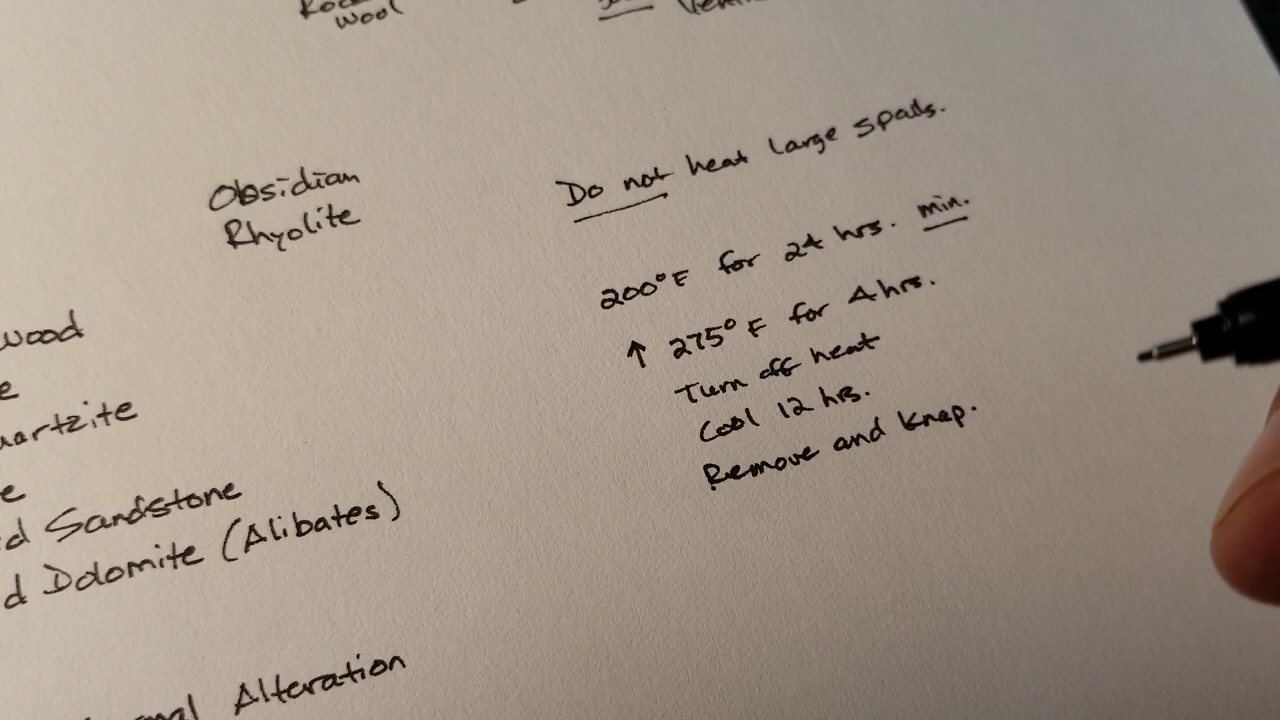 Wool
Obsidian
Rhyolite
Do not heat large spals.
200°F for 24 hrs. min.
↑ 275°F for 4 hrs.
Turn off heat
Cool 12 hrs.
Remove and knap.
wood
Sandstone
Dolomite (Alibates)
Alteration